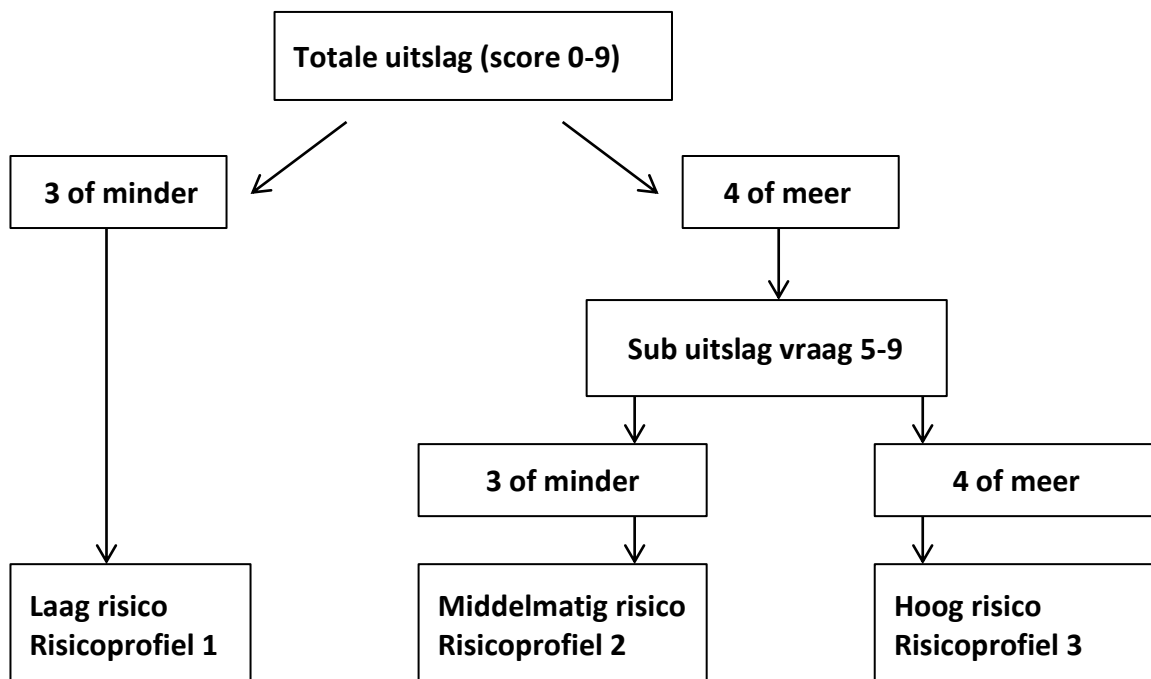 Totale uitslag (score 0-9)
3 of minder
4 of meer
Sub uitslag vraag 5-9
3 of minder
4 of meer
Laag risico
Risicoprofiel 1
Middelmatig risico
Risicoprofiel 2
Hoog risico
Risicoprofiel 3